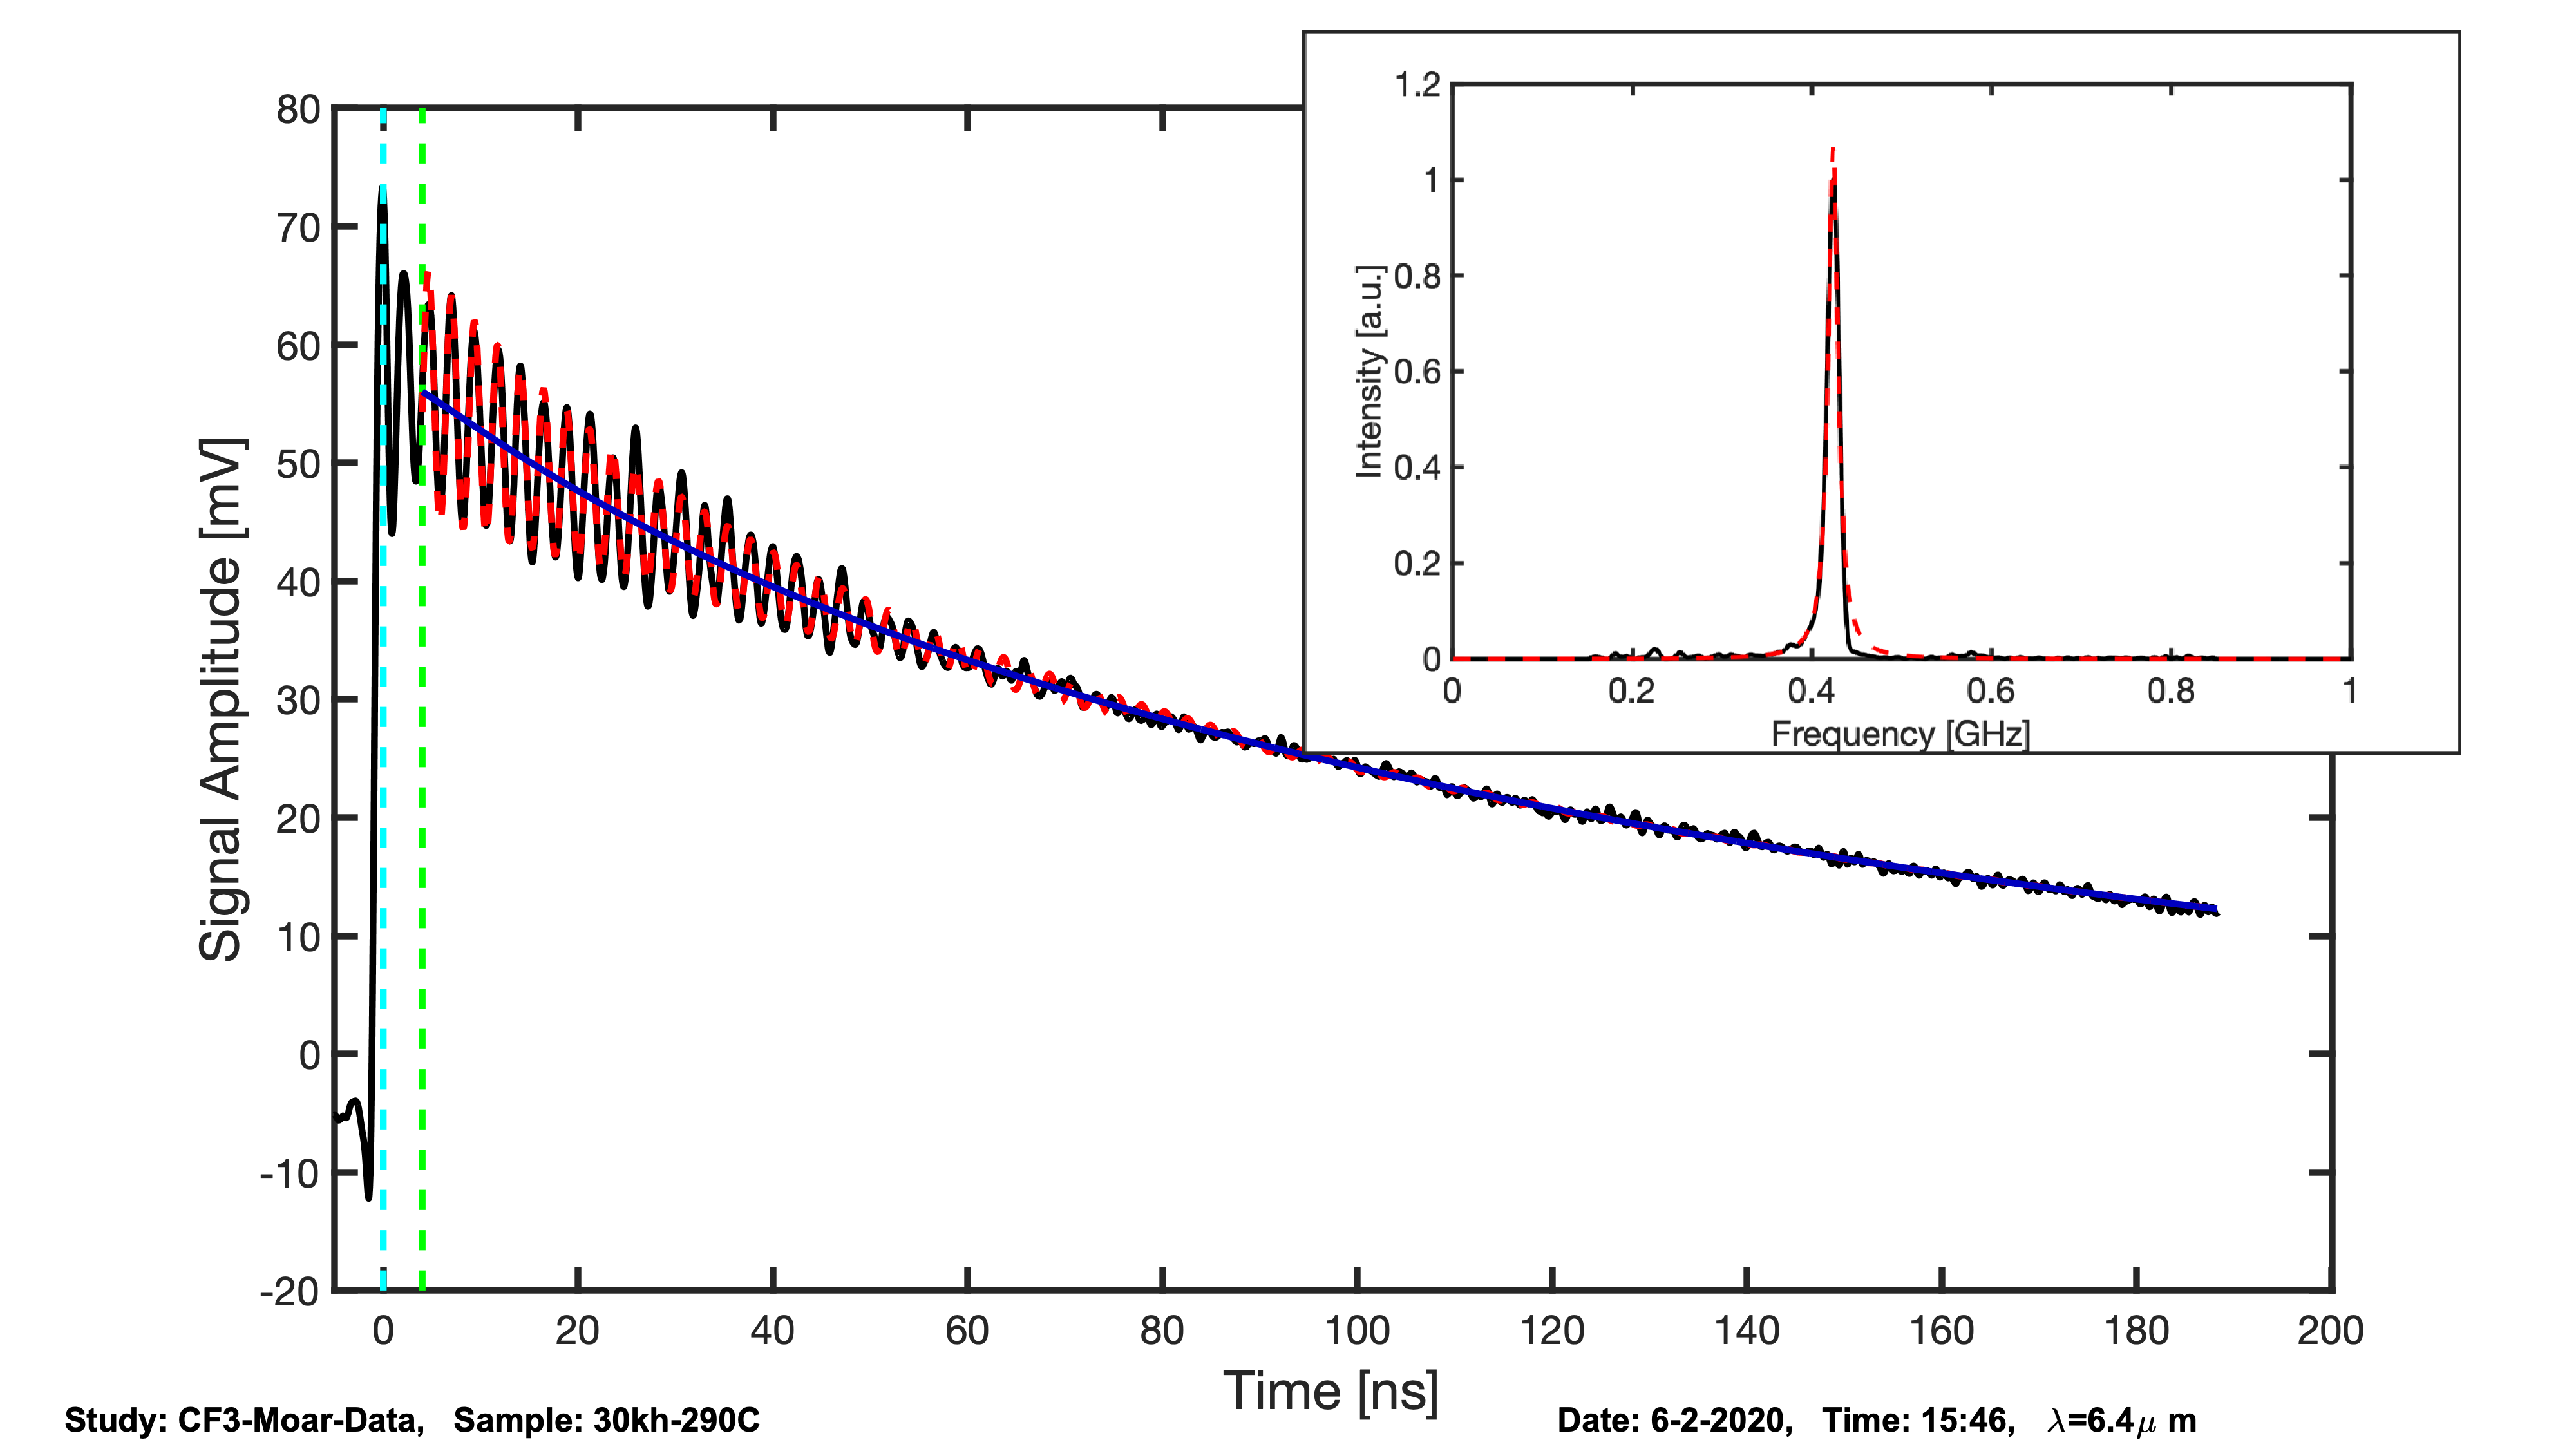 1.2
1
0.8
0.6
0.4
0.2
0
0 0.2 0.4 0.6 0.8 1
Intensity [a.u.]
Frequency [GHz]
80
70
60
50
40
30
20
10
0
-10
-20
Signal Amplitude [mV]
0 20 40 60 80 100 120 140 160 180 200
Time [ns]
Study: CF3-Moar-Data, Sample: 30kh-290C
Date: 6-2-2020, Time: 15:46, λ=6.4μ m